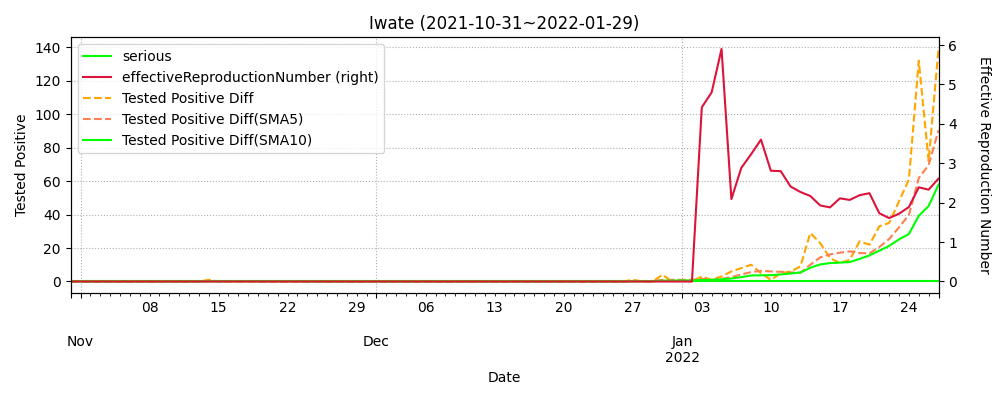 Iwate (2021-10-31~2022-01-29)
serious
effectiveReproductionNumber (right)
Tested Positive Diff
Tested Positive Diff(SMA5)
Tested Positive Diff(SMA10)
Tested Positive
140
120
100
80
60
40
20
0
Effective Reproduction Number
6
5
4
3
2
1
0
08 15 22 29 06 13 20 27 03 10 17 24
Nov Dec Jan
2022
Date